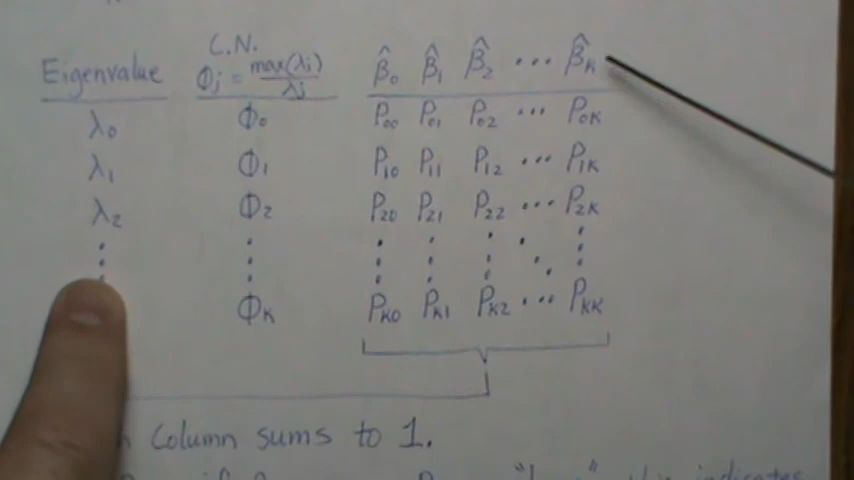 C.N.
Eigenvalue Φj = max(λi)/λj β̂0 β̂1 β̂2 ... β̂k
λ0 Φ0 P00 P01 P02 ... P0K
λ1 Φ1 P10 P11 P12 ... P1K
λ2 Φ2 P20 P21 P22 ... P2K
⋮ ⋮ ⋮ ⋮ ⋮ ⋱ ⋮
ΦK PK0 PK1 PK2 ... PKK
Column sums to 1.
indicates